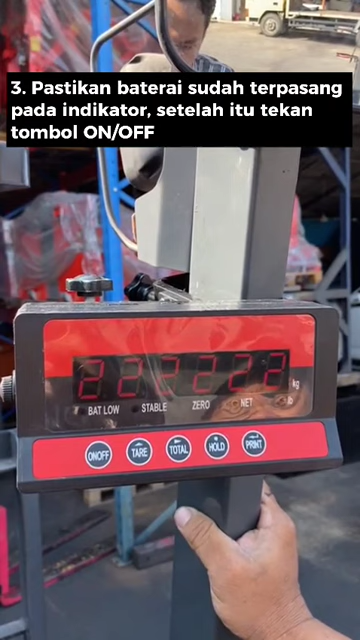 3. Pastikan baterai sudah terpasang
pada indikator, setelah itu tekan
tombol ON/OFF
222222
kg
BAT LOW STABLE ZERO NET lb
ON/OFF TARE TOTAL HOLD PRINT